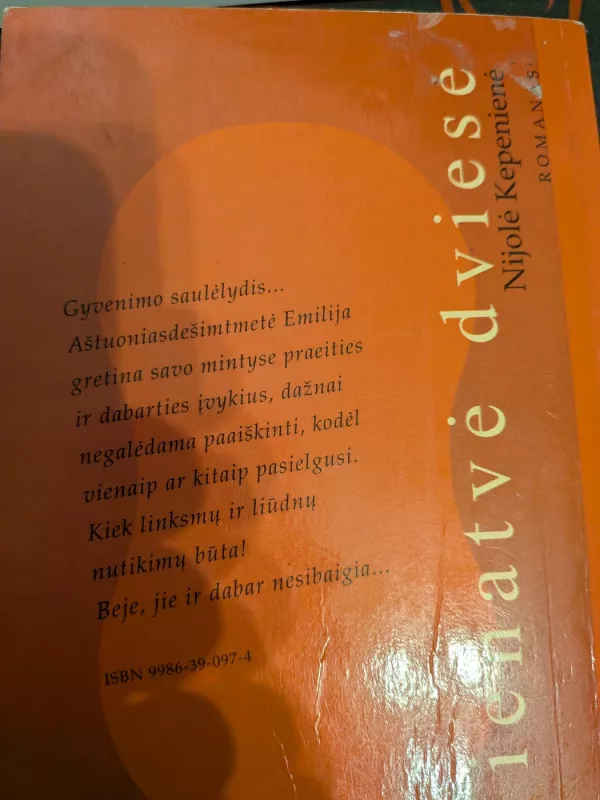 Gyvenimo saulėlydis...
Aštuoniasdešimtmetė Emilija
gretina savo mintyse praeities
ir dabarties įvykius, dažnai
negalėdama paaiškinti, kodėl
vienaip ar kitaip pasielgusi.
Kiek linksmų ir liūdnų
nutikimų būta!
Beje, jie ir dabar nesibaigia...
ISBN 9986-39-097-4
ienatvė dviese
Nijolė Kepenienė
ROMANAS